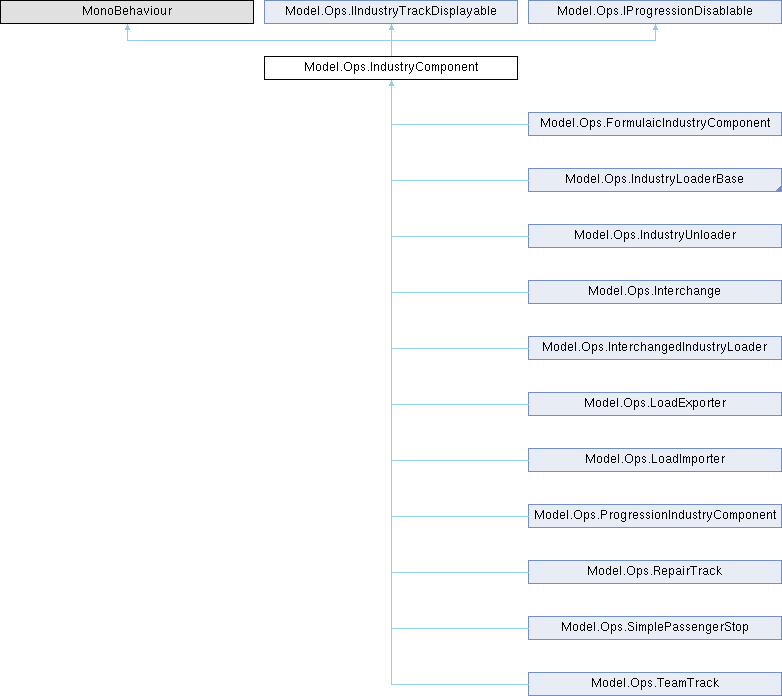 MonoBehaviour
Model.Ops.IIndustryTrackDisplayable
Model.Ops.IProgressionDisablable
Model.Ops.IndustryComponent
Model.Ops.FormulaicIndustryComponent
Model.Ops.IndustryLoaderBase
Model.Ops.IndustryUnloader
Model.Ops.Interchange
Model.Ops.InterchangedIndustryLoader
Model.Ops.LoadExporter
Model.Ops.LoadImporter
Model.Ops.ProgressionIndustryComponent
Model.Ops.RepairTrack
Model.Ops.SimplePassengerStop
Model.Ops.TeamTrack